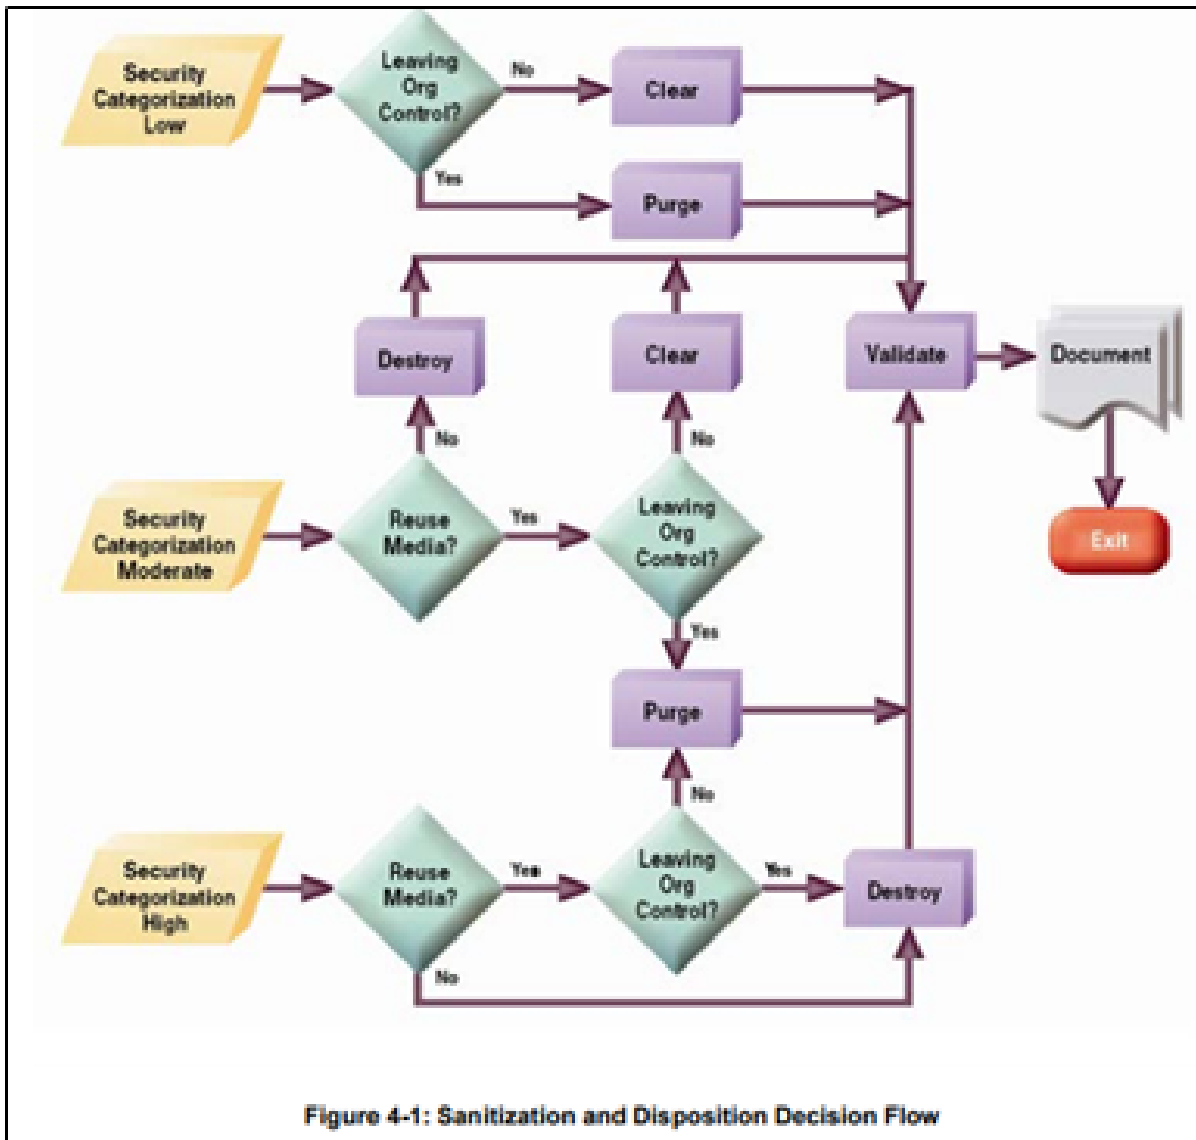 Security
Categorization
Low
Leaving
Org
Control?
No
Clear
Yes
Purge
Destroy
Clear
Validate
Document
No
No
Security
Categorization
Moderate
Reuse
Media?
Yes
Leaving
Org
Control?
Exit
Yes
Purge
No
Security
Categorization
High
Reuse
Media?
Yes
Leaving
Org
Control?
Yes
Destroy
No
Figure 4-1: Sanitization and Disposition Decision Flow